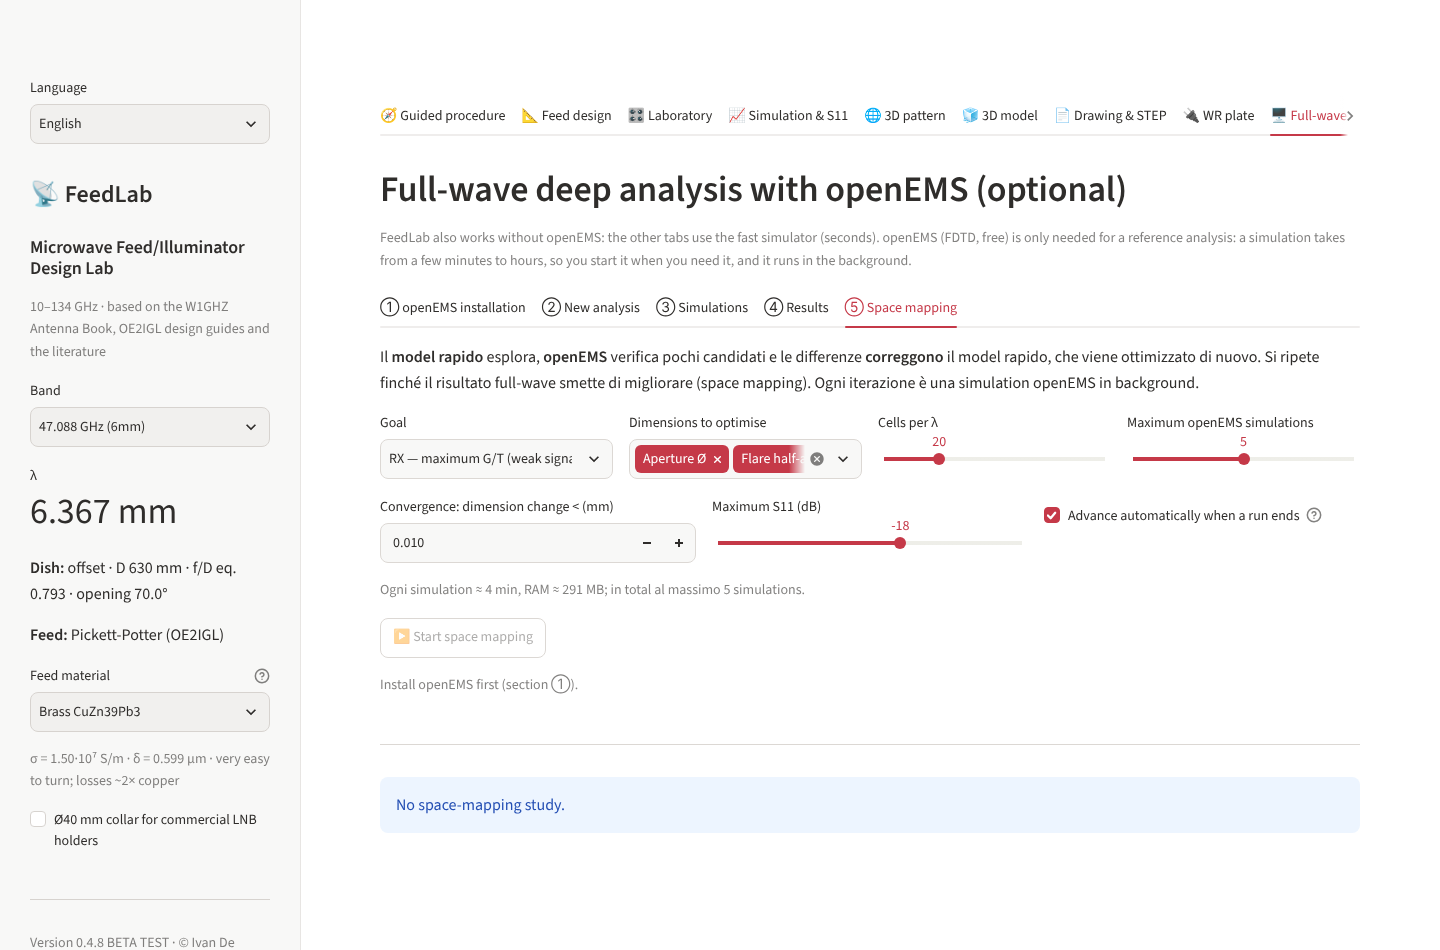 Language
English
📡 FeedLab
Microwave Feed/Illuminator
Design Lab
10–134 GHz · based on the W1GHZ
Antenna Book, OE2IGL design guides and
the literature
Band
47.088 GHz (6mm)
λ
6.367 mm
Dish: offset · D 630 mm · f/D eq.
0.793 · opening 70.0°
Feed: Pickett-Potter (OE2IGL)
Feed material
Brass CuZn39Pb3
σ = 1.50·10⁷ S/m · δ = 0.599 µm · very easy
to turn; losses ~2× copper
Ø40 mm collar for commercial LNB
holders
Version 0.4.8 BETA TEST · © Ivan De
🧭 Guided procedure 📐 Feed design 🎛️ Laboratory 📈 Simulation & S11 🌐 3D pattern 🧊 3D model 📄 Drawing & STEP 🔌 WR plate 🖥️ Full-wave
Full-wave deep analysis with openEMS (optional)
FeedLab also works without openEMS: the other tabs use the fast simulator (seconds). openEMS (FDTD, free) is only needed for a reference analysis: a simulation takes
from a few minutes to hours, so you start it when you need it, and it runs in the background.
① openEMS installation ② New analysis ③ Simulations ④ Results ⑤ Space mapping
Il model rapido esplora, openEMS verifica pochi candidati e le differenze correggono il model rapido, che viene ottimizzato di nuovo. Si ripete
finché il risultato full-wave smette di migliorare (space mapping). Ogni iterazione è una simulation openEMS in background.
Goal Dimensions to optimise Cells per λ Maximum openEMS simulations
20 5
RX — maximum G/T (weak signa Aperture Ø Flare half-
Convergence: dimension change < (mm) Maximum S11 (dB)
-18
Advance automatically when a run ends
0.010
Ogni simulation ≈ 4 min, RAM ≈ 291 MB; in total al massimo 5 simulations.
▶️ Start space mapping
Install openEMS first (section ①).
No space-mapping study.